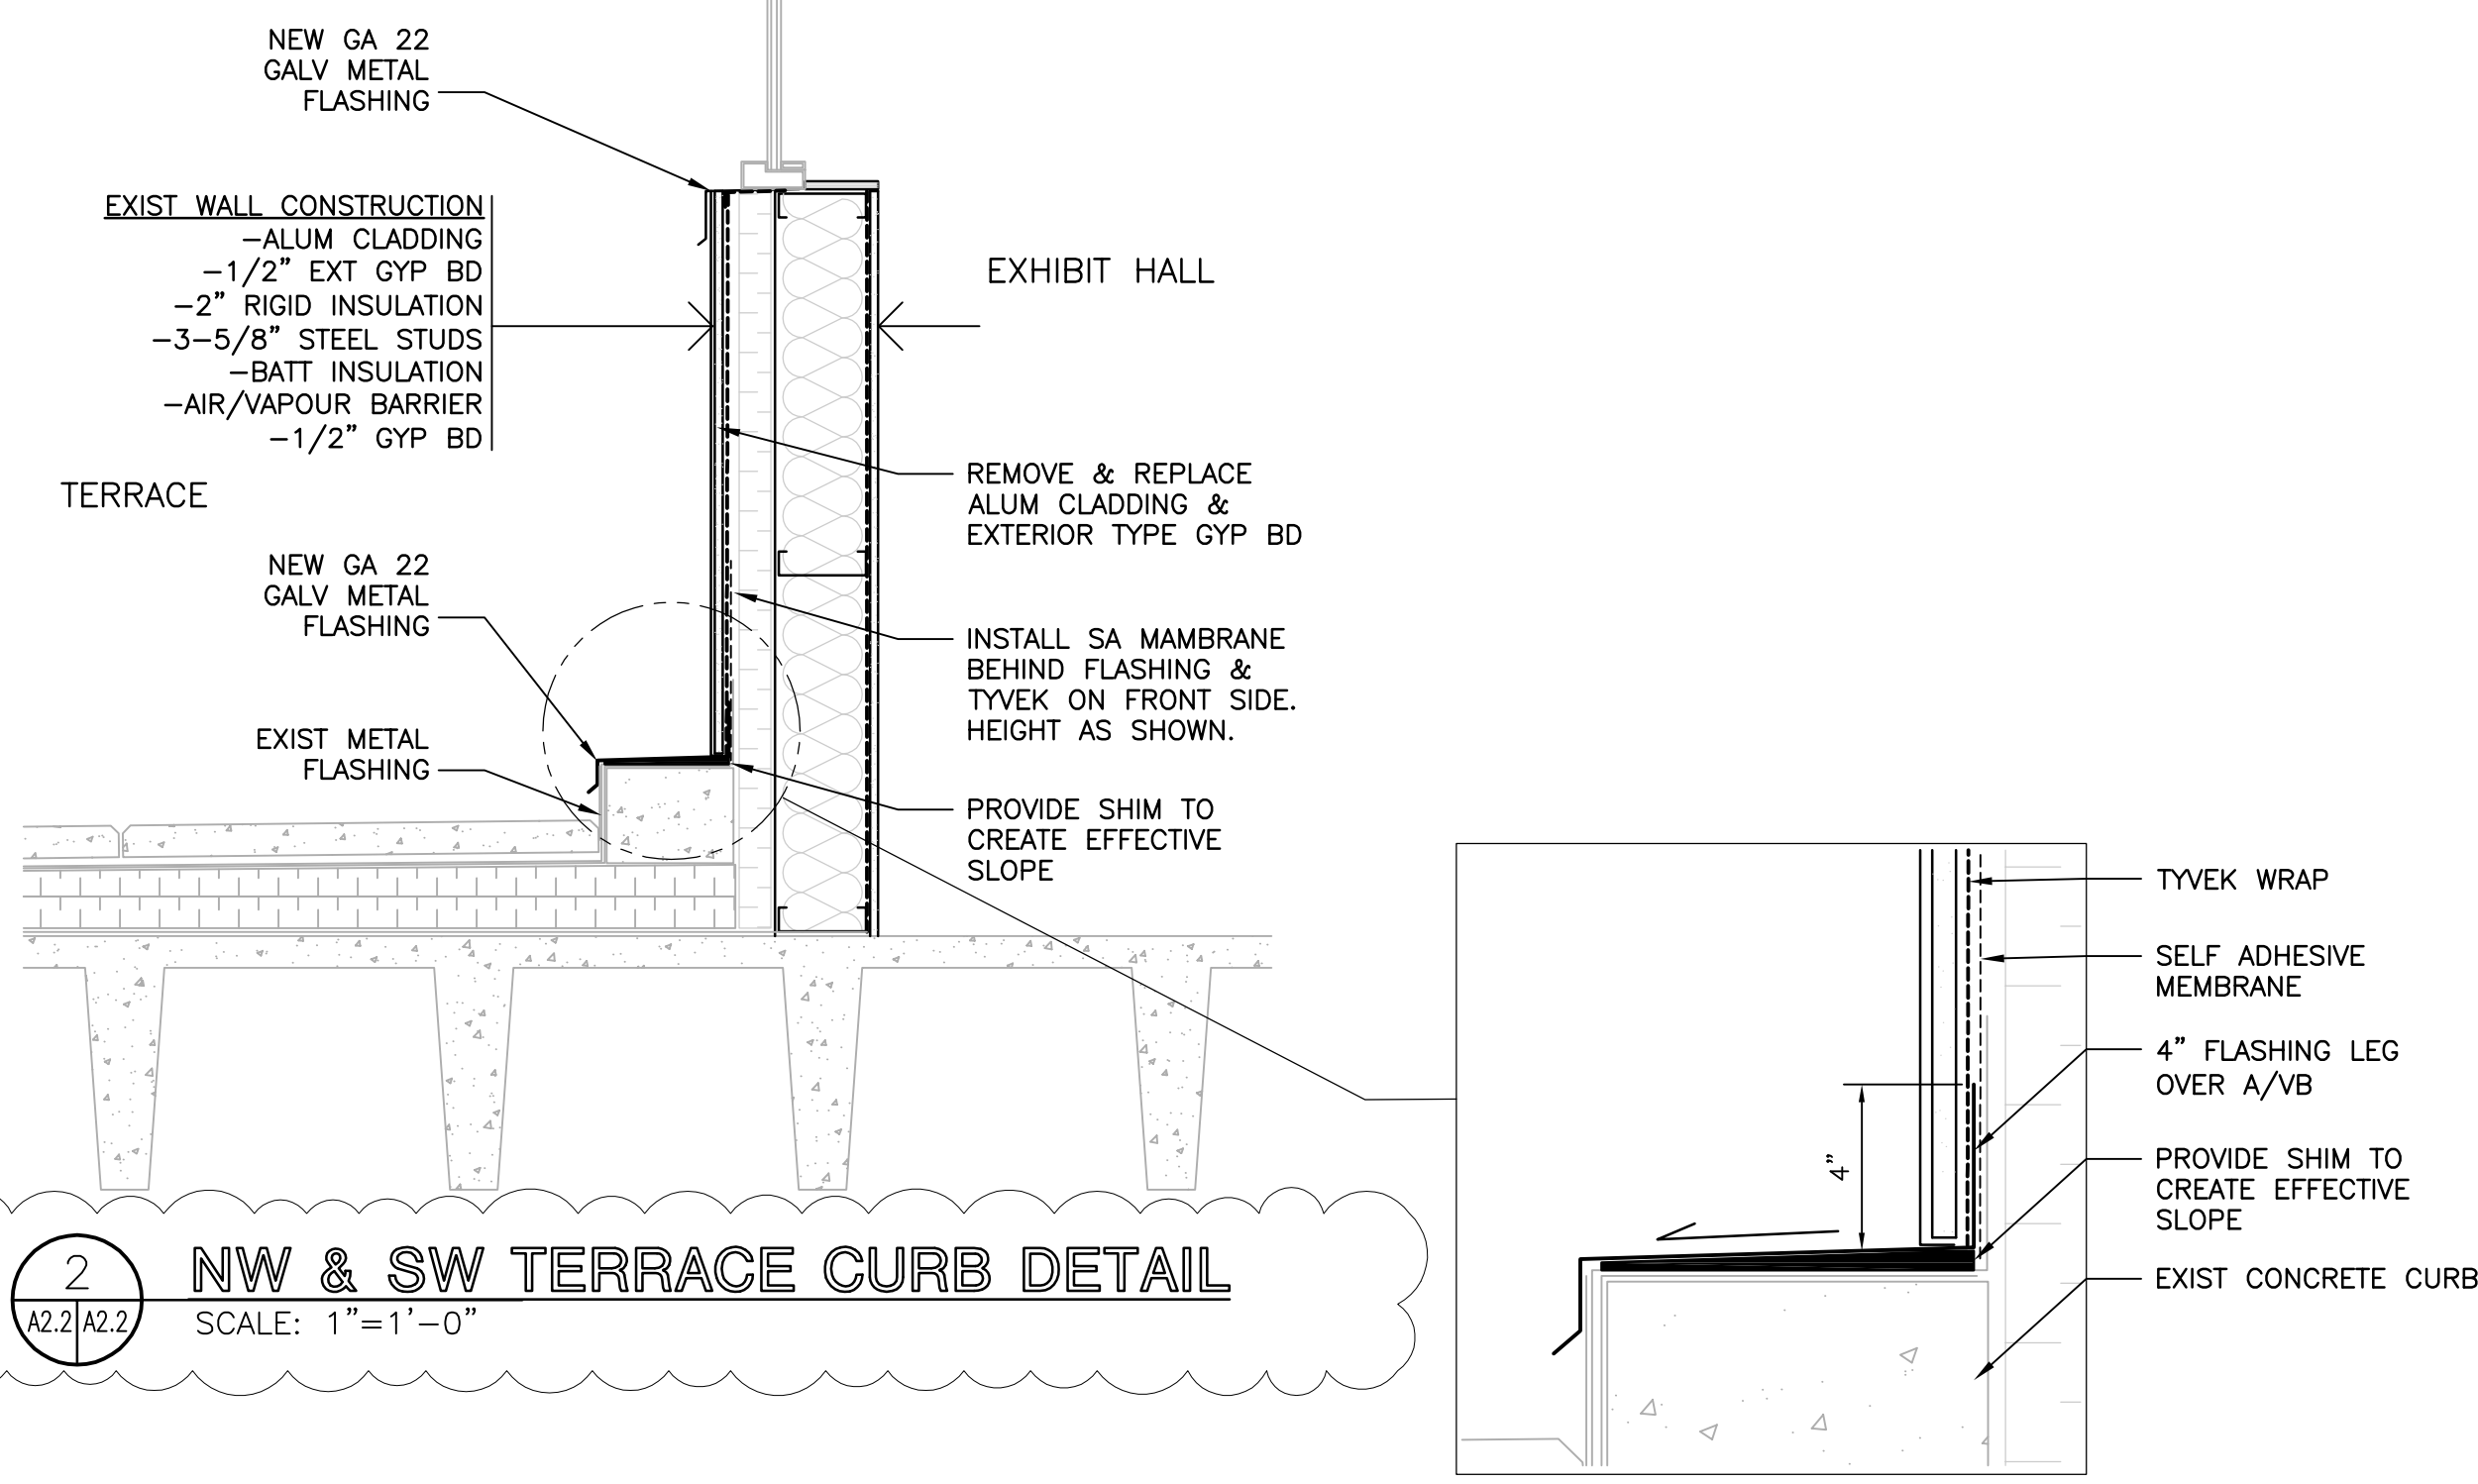 NEW GA 22
GALV METAL
FLASHING
EXIST WALL CONSTRUCTION
-ALUM CLADDING
-1/2" EXT GYP BD
-2" RIGID INSULATION
-3-5/8" STEEL STUDS
-BATT INSULATION
-AIR/VAPOUR BARRIER
-1/2" GYP BD
EXHIBIT HALL
TERRACE
REMOVE & REPLACE
ALUM CLADDING &
EXTERIOR TYPE GYP BD
NEW GA 22
GALV METAL
FLASHING
INSTALL SA MAMBRANE
BEHIND FLASHING &
TYVEK ON FRONT SIDE.
HEIGHT AS SHOWN.
EXIST METAL
FLASHING
PROVIDE SHIM TO
CREATE EFFECTIVE
SLOPE
TYVEK WRAP
SELF ADHESIVE
MEMBRANE
4" FLASHING LEG
OVER A/VB
4"
PROVIDE SHIM TO
CREATE EFFECTIVE
SLOPE
EXIST CONCRETE CURB
2
A2.2 A2.2
NW & SW TERRACE CURB DETAIL
SCALE: 1"=1'-0"